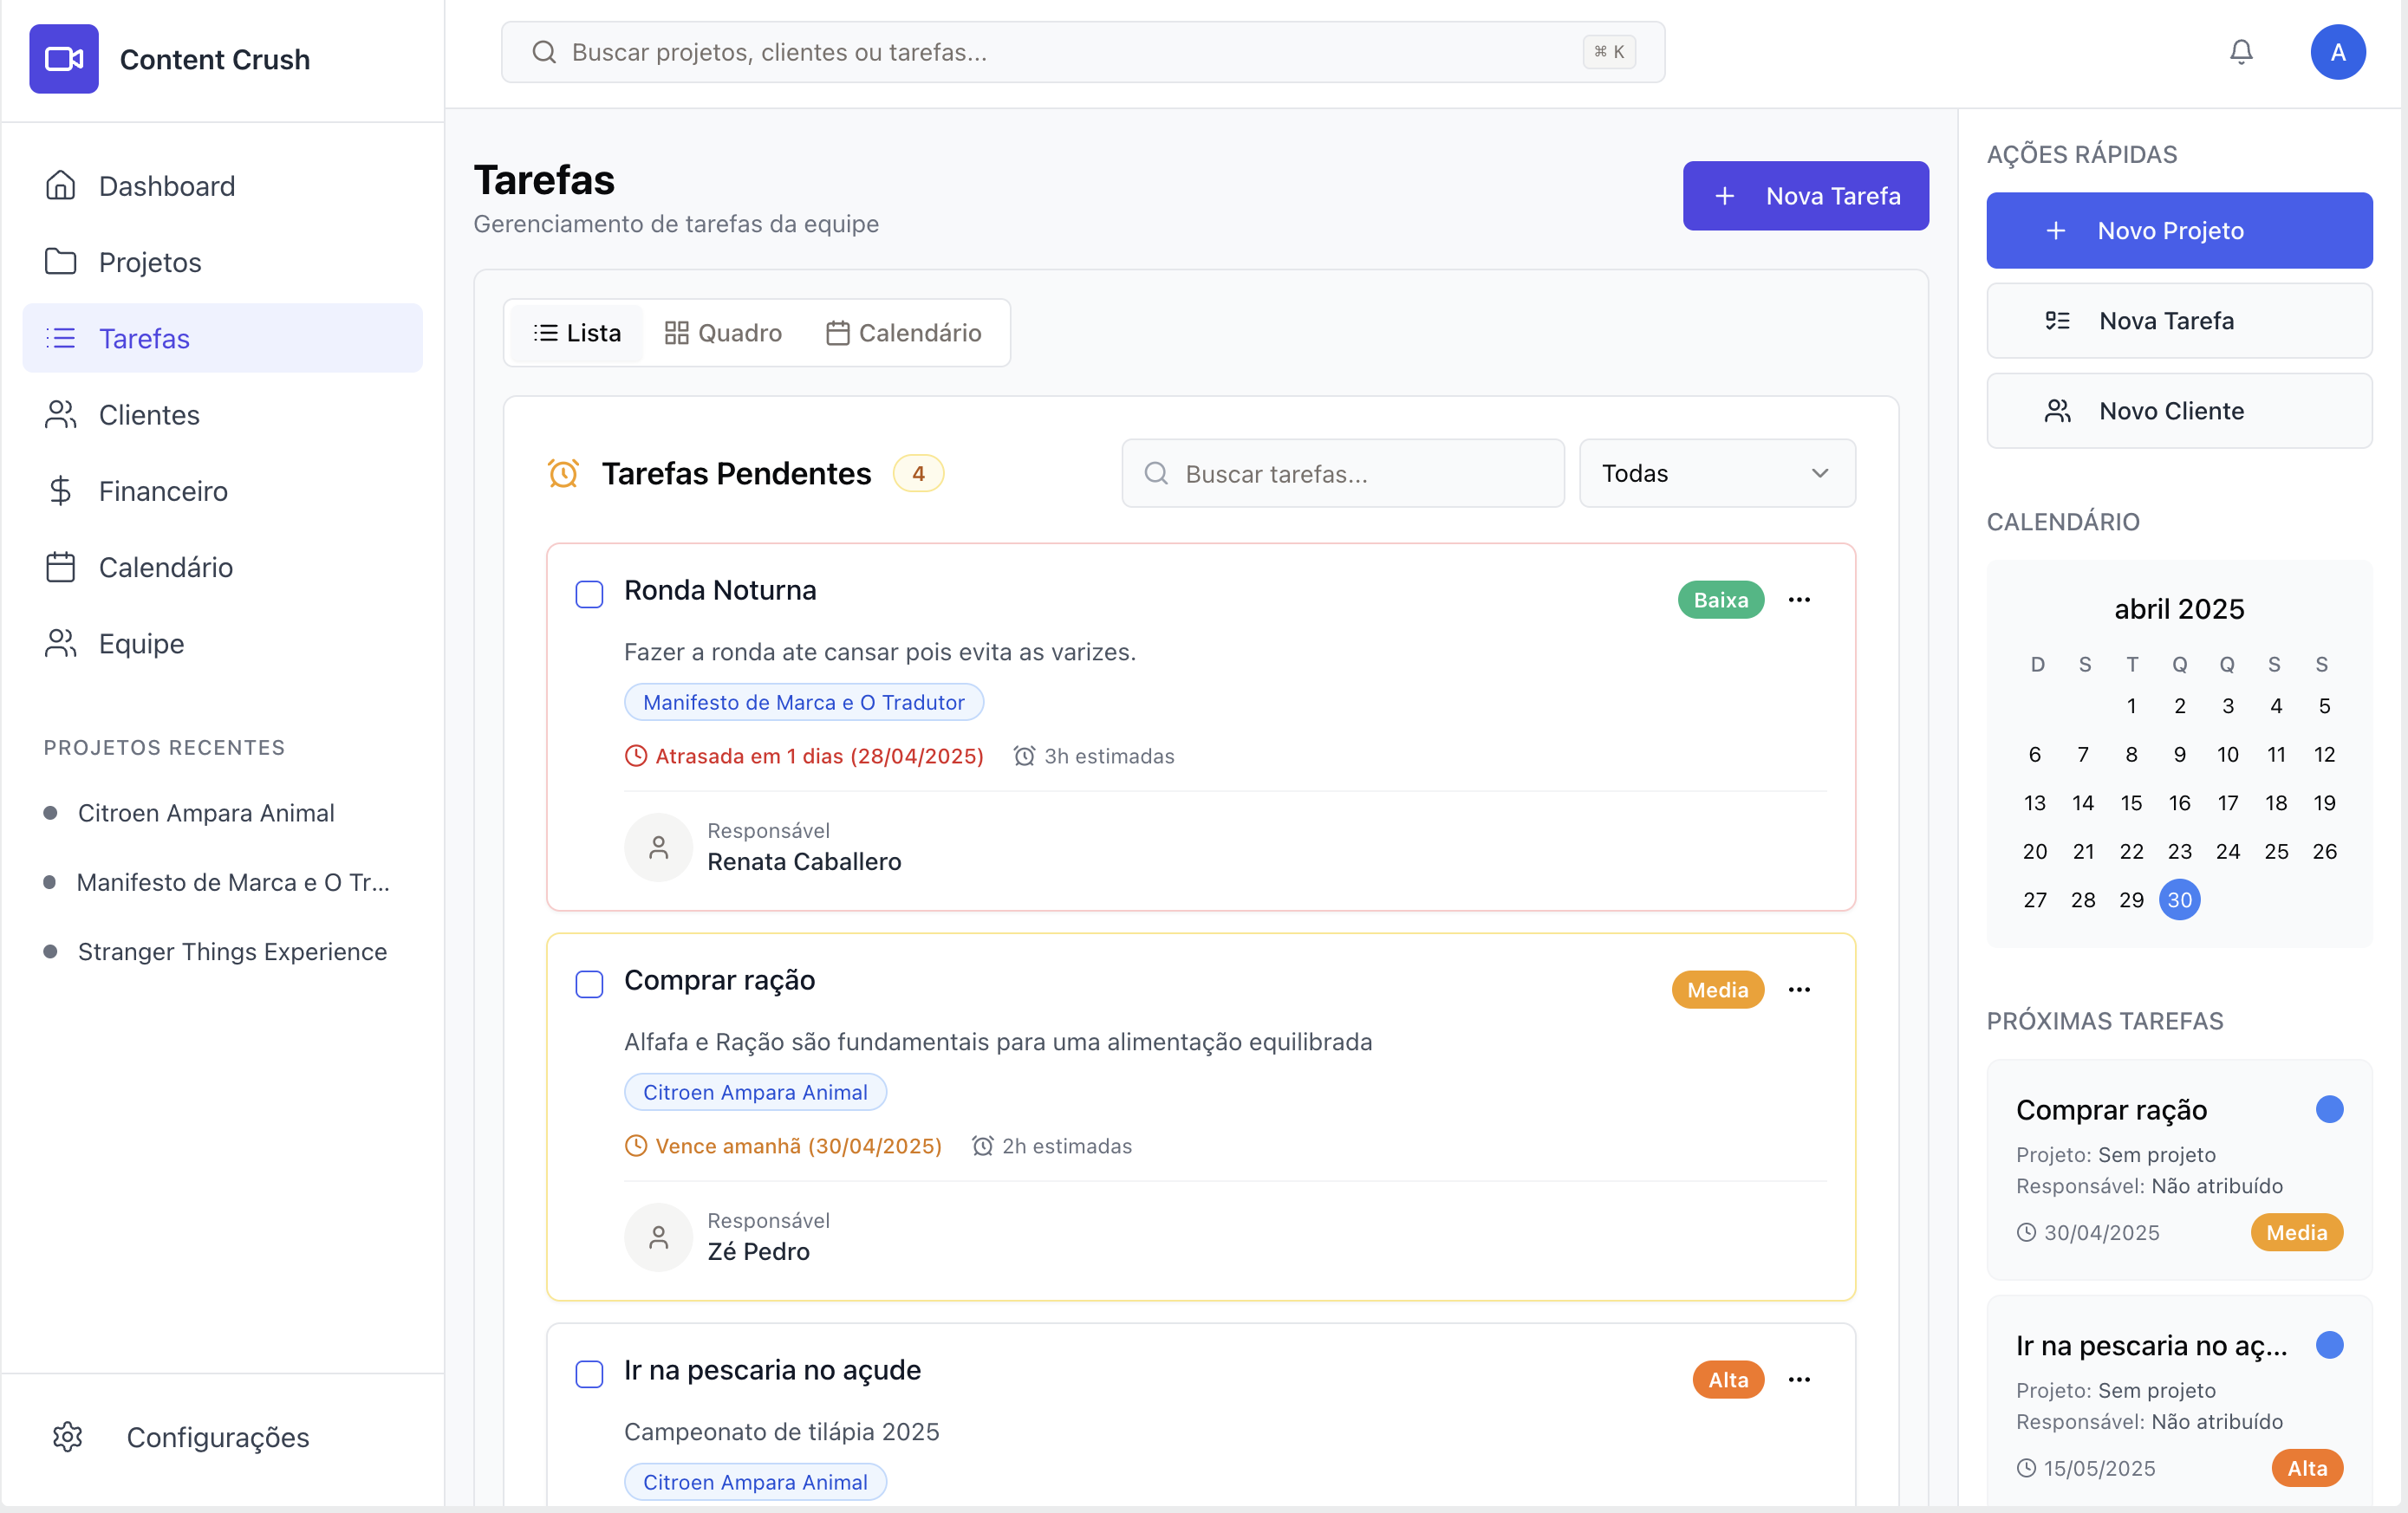 Content Crush
Buscar projetos, clientes ou tarefas...
⌘ K
A
Dashboard
Projetos
Tarefas
Clientes
Financeiro
Calendário
Equipe
PROJETOS RECENTES
Citroen Ampara Animal
Manifesto de Marca e O Tr...
Stranger Things Experience
Configurações
Tarefas
Gerenciamento de tarefas da equipe
+ Nova Tarefa
Lista
Quadro
Calendário
Tarefas Pendentes 4
Buscar tarefas...
Todas
Ronda Noturna
Baixa
Fazer a ronda ate cansar pois evita as varizes.
Manifesto de Marca e O Tradutor
Atrasada em 1 dias (28/04/2025) 3h estimadas
Responsável
Renata Caballero
Comprar ração
Media
Alfafa e Ração são fundamentais para uma alimentação equilibrada
Citroen Ampara Animal
Vence amanhã (30/04/2025) 2h estimadas
Responsável
Zé Pedro
Ir na pescaria no açude
Alta
Campeonato de tilápia 2025
Citroen Ampara Animal
AÇÕES RÁPIDAS
+ Novo Projeto
Nova Tarefa
Novo Cliente
CALENDÁRIO
abril 2025
D S T Q Q S S
1 2 3 4 5
6 7 8 9 10 11 12
13 14 15 16 17 18 19
20 21 22 23 24 25 26
27 28 29 30
PRÓXIMAS TAREFAS
Comprar ração
Projeto: Sem projeto
Responsável: Não atribuído
30/04/2025 Media
Ir na pescaria no aç...
Projeto: Sem projeto
Responsável: Não atribuído
15/05/2025 Alta